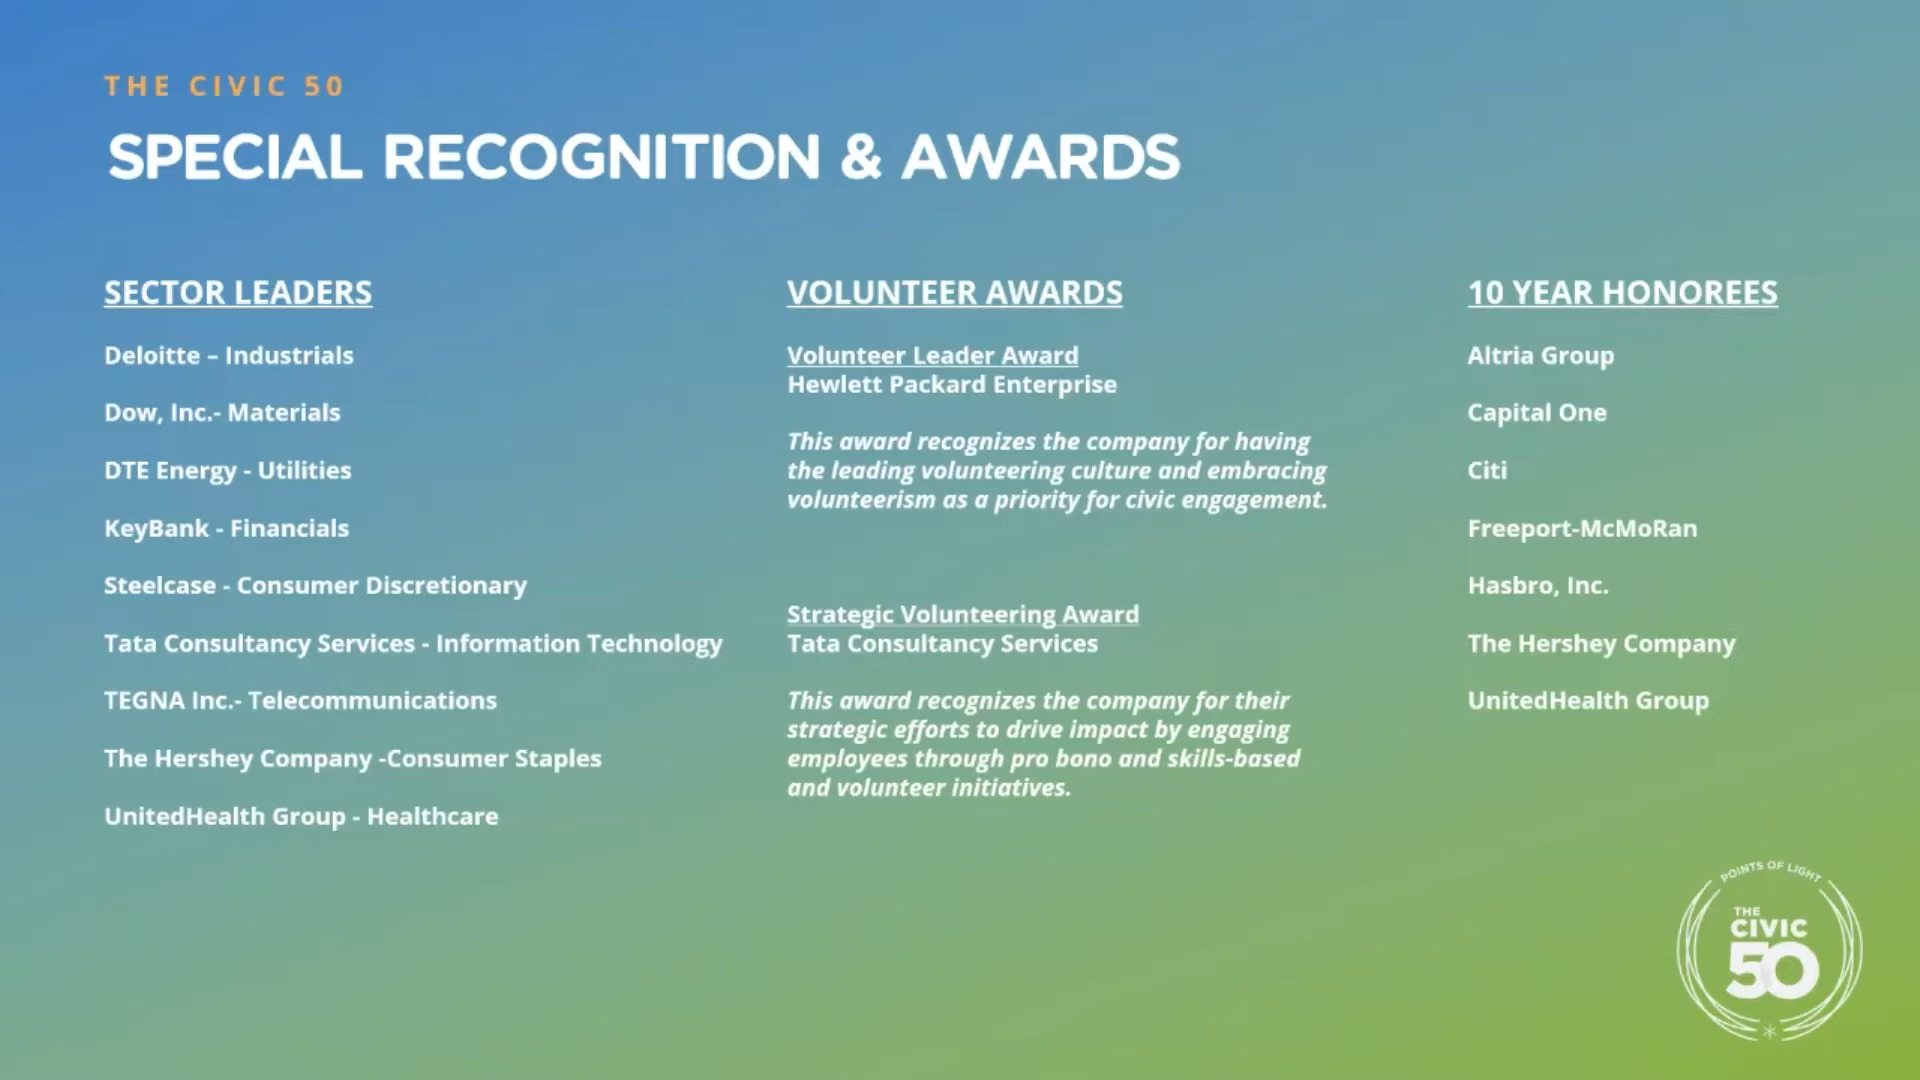 THE CIVIC 50
SPECIAL RECOGNITION & AWARDS
SECTOR LEADERS
Deloitte – Industrials
Dow, Inc.- Materials
DTE Energy - Utilities
KeyBank - Financials
Steelcase - Consumer Discretionary
Tata Consultancy Services - Information Technology
TEGNA Inc.- Telecommunications
The Hershey Company -Consumer Staples
UnitedHealth Group - Healthcare
VOLUNTEER AWARDS
Volunteer Leader Award
Hewlett Packard Enterprise
This award recognizes the company for having
the leading volunteering culture and embracing
volunteerism as a priority for civic engagement.
Strategic Volunteering Award
Tata Consultancy Services
This award recognizes the company for their
strategic efforts to drive impact by engaging
employees through pro bono and skills-based
and volunteer initiatives.
10 YEAR HONOREES
Altria Group
Capital One
Citi
Freeport-McMoRan
Hasbro, Inc.
The Hershey Company
UnitedHealth Group
POINTS OF LIGHT
THE
CIVIC
50